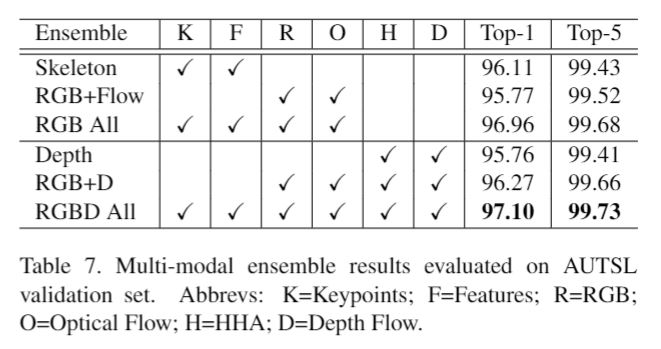 Ensemble K F R O H D Top-1 Top-5
Skeleton ✓ ✓ 96.11 99.43
RGB+Flow ✓ ✓ 95.77 99.52
RGB All ✓ ✓ ✓ ✓ 96.96 99.68
Depth ✓ ✓ 95.76 99.41
RGB+D ✓ ✓ ✓ ✓ 96.27 99.66
RGBD All ✓ ✓ ✓ ✓ ✓ ✓ 97.10 99.73
Table 7. Multi-modal ensemble results evaluated on AUTSL
validation set. Abbrevs: K=Keypoints; F=Features; R=RGB;
O=Optical Flow; H=HHA; D=Depth Flow.